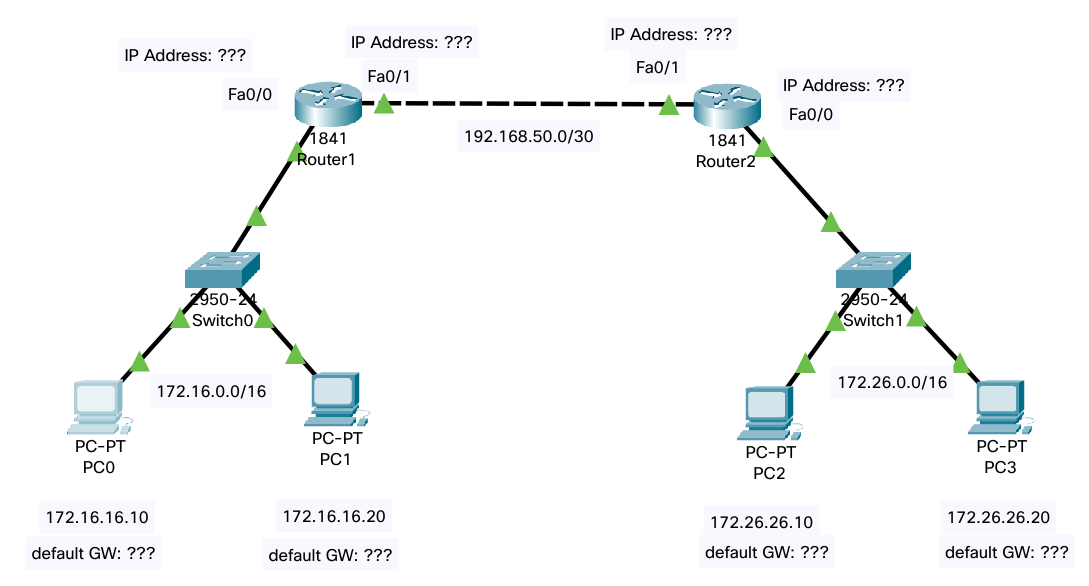 IP Address: ???
IP Address: ???
IP Address: ???
IP Address: ???
Fa0/0
Fa0/1
Fa0/1
Fa0/0
192.168.50.0/30
1841
Router1
1841
Router2
2950-24
Switch0
2950-24
Switch1
172.16.0.0/16
172.26.0.0/16
PC-PT
PC0
PC-PT
PC1
PC-PT
PC2
PC-PT
PC3
172.16.16.10
default GW: ???
172.16.16.20
default GW: ???
172.26.26.10
default GW: ???
172.26.26.20
default GW: ???